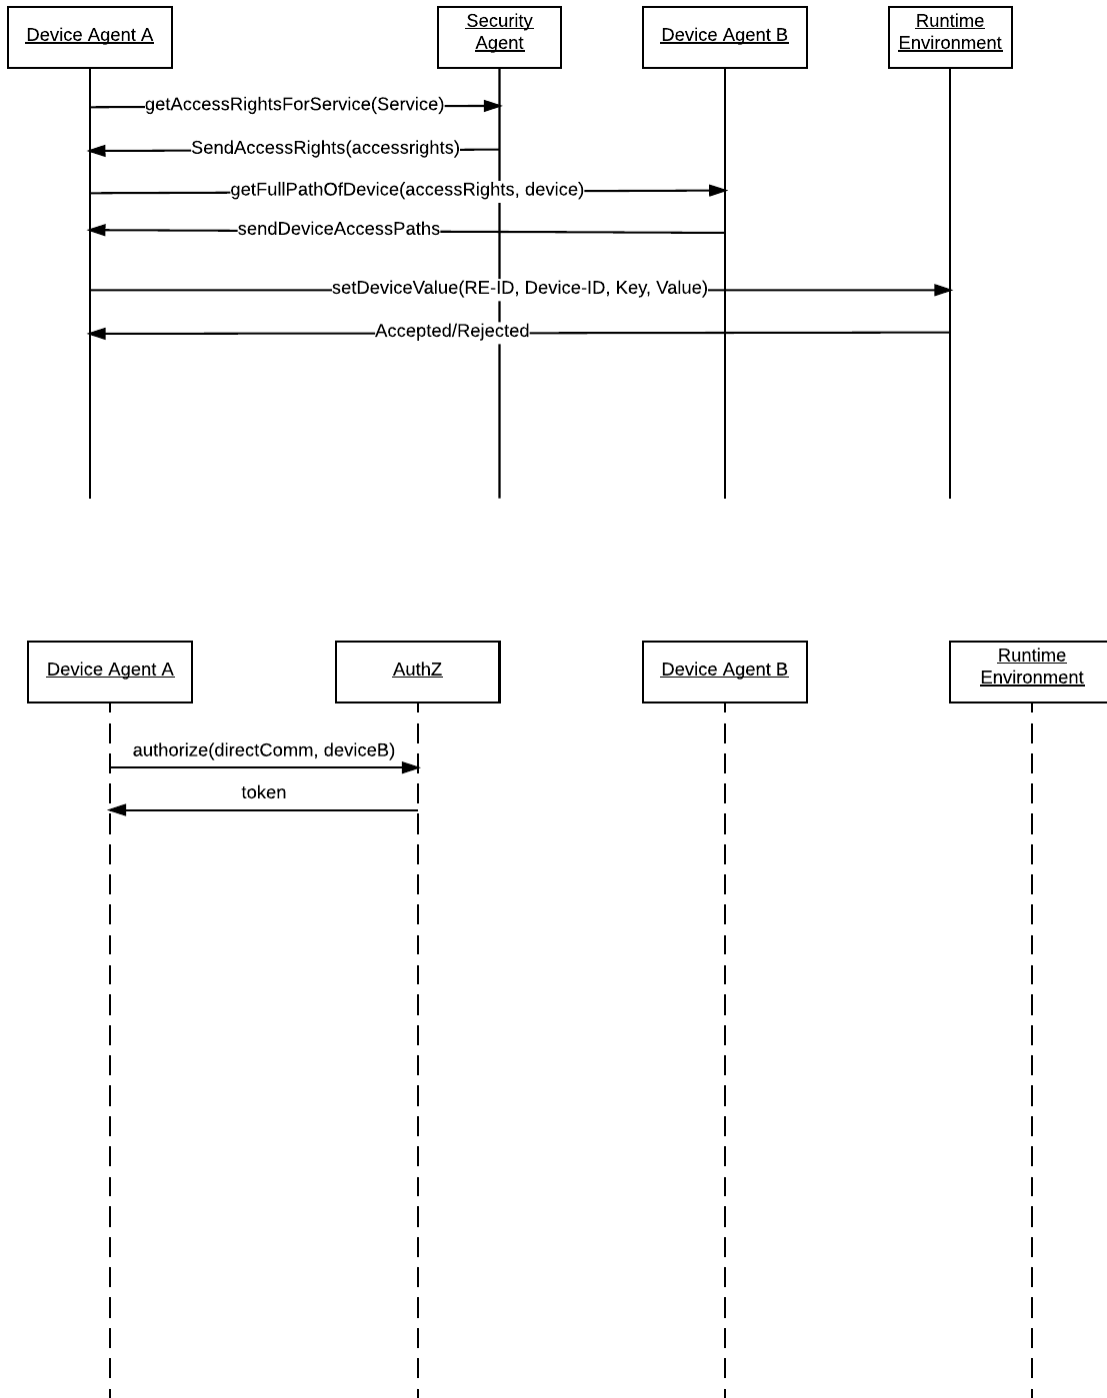 Device Agent A
Security
Agent
Device Agent B
Runtime
Environment
getAccessRightsForService(Service)
SendAccessRights(accessrights)
getFullPathOfDevice(accessRights, device)
sendDeviceAccessPaths
setDeviceValue(RE-ID, Device-ID, Key, Value)
Accepted/Rejected
Device Agent A
AuthZ
Device Agent B
Runtime
Environment
authorize(directComm, deviceB)
token